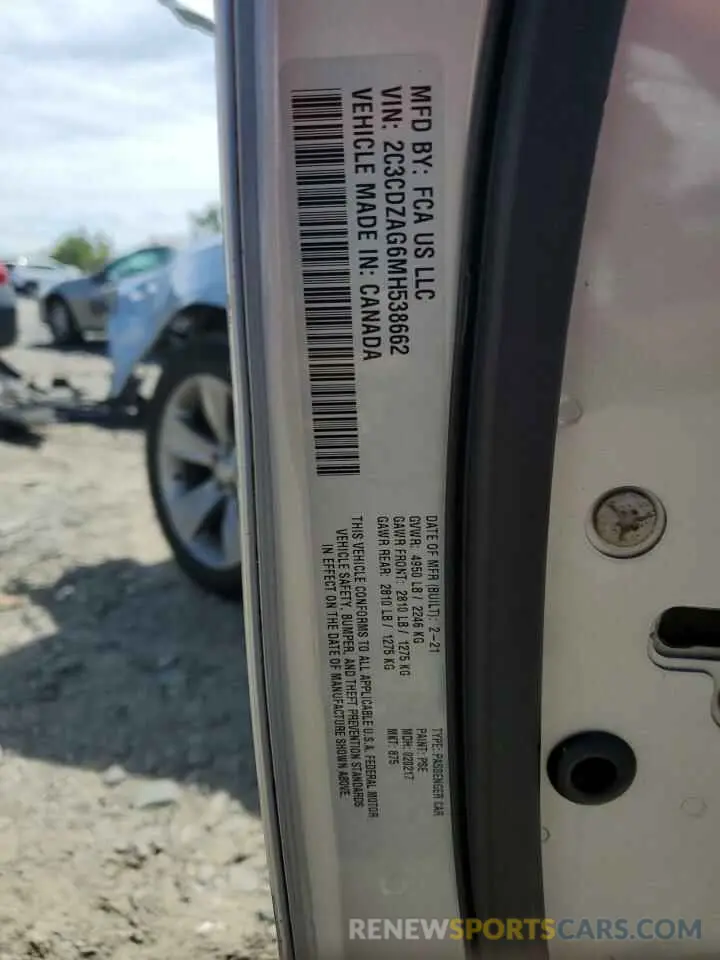 MFD BY: FCA US LLC
VIN: 2C3CDZAG6MH538662
VEHICLE MADE IN: CANADA
DATE OF MFR (BUILT): 2-21
GVWR: 4950 LB / 2246 KG
GAWR FRONT: 2810 LB / 1275 KG
GAWR REAR: 2810 LB / 1275 KG
TYPE: PASSENGER CAR
PAINT: PSE
MDH: 020217
MKT: 875
THIS VEHICLE CONFORMS TO ALL APPLICABLE U.S.A. FEDERAL MOTOR
VEHICLE SAFETY, BUMPER, AND THEFT PREVENTION STANDARDS
IN EFFECT ON THE DATE OF MANUFACTURE SHOWN ABOVE.
RENEWSPORTSCARS.COM